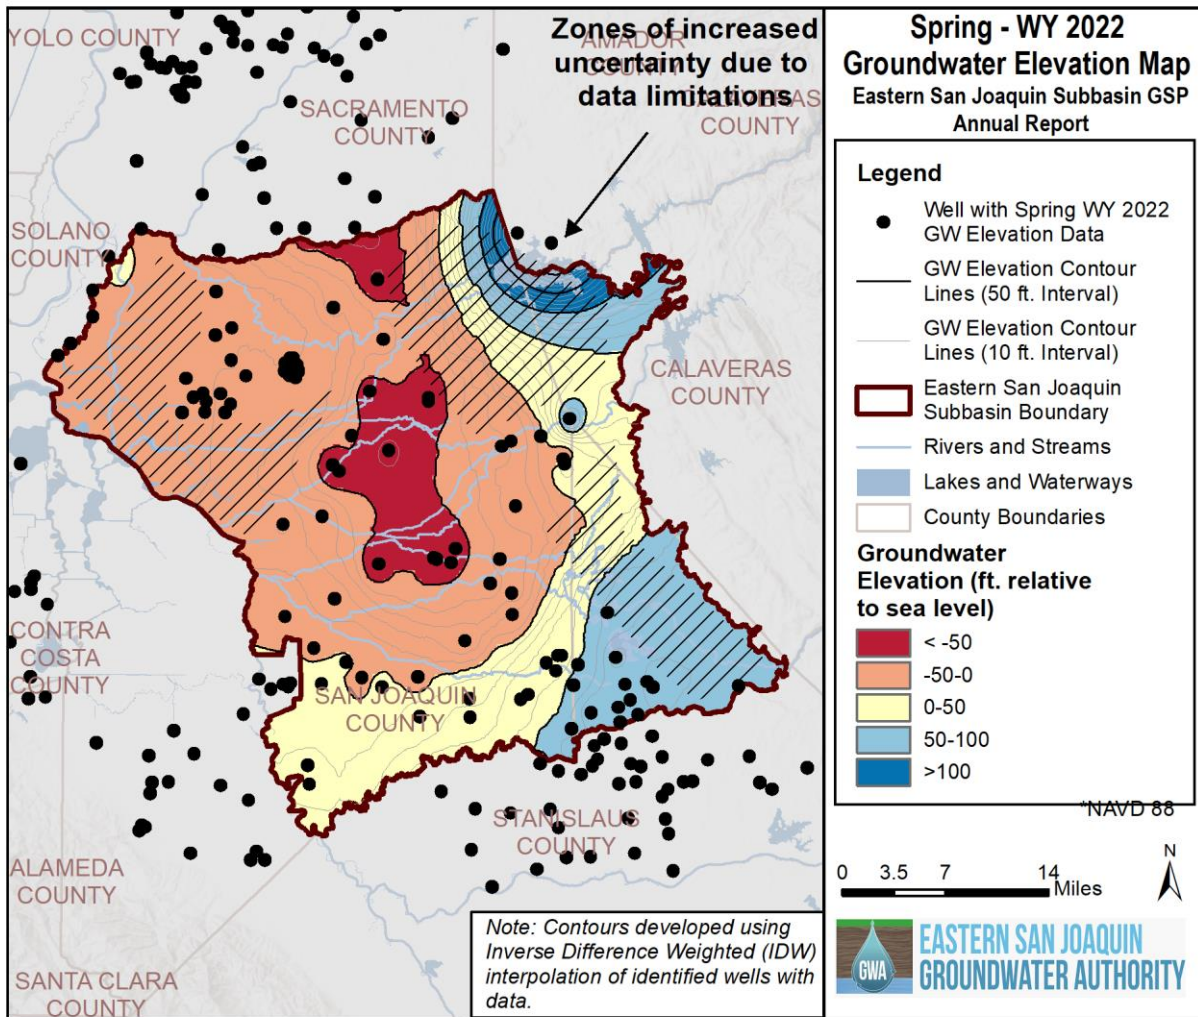 YOLO COUNTY
Zones of increased
uncertainty due to
data limitations
AMADOR
COUNTY
CALAVERAS
COUNTY
SACRAMENTO
COUNTY
SOLANO
COUNTY
CALAVERAS
COUNTY
CONTRA
COSTA
COUNTY
SAN JOAQUIN
COUNTY
STANISLAUS
COUNTY
ALAMEDA
COUNTY
SANTA CLARA
COUNTY
Note: Contours developed using
Inverse Difference Weighted (IDW)
interpolation of identified wells with
data.
Spring - WY 2022
Groundwater Elevation Map
Eastern San Joaquin Subbasin GSP
Annual Report
Legend
Well with Spring WY 2022
GW Elevation Data
GW Elevation Contour
Lines (50 ft. Interval)
GW Elevation Contour
Lines (10 ft. Interval)
Eastern San Joaquin
Subbasin Boundary
Rivers and Streams
Lakes and Waterways
County Boundaries
Groundwater
Elevation (ft. relative
to sea level)
< -50
-50-0
0-50
50-100
>100
*NAVD 88
0 3.5 7 14
Miles
N
GWA
EASTERN SAN JOAQUIN
GROUNDWATER AUTHORITY